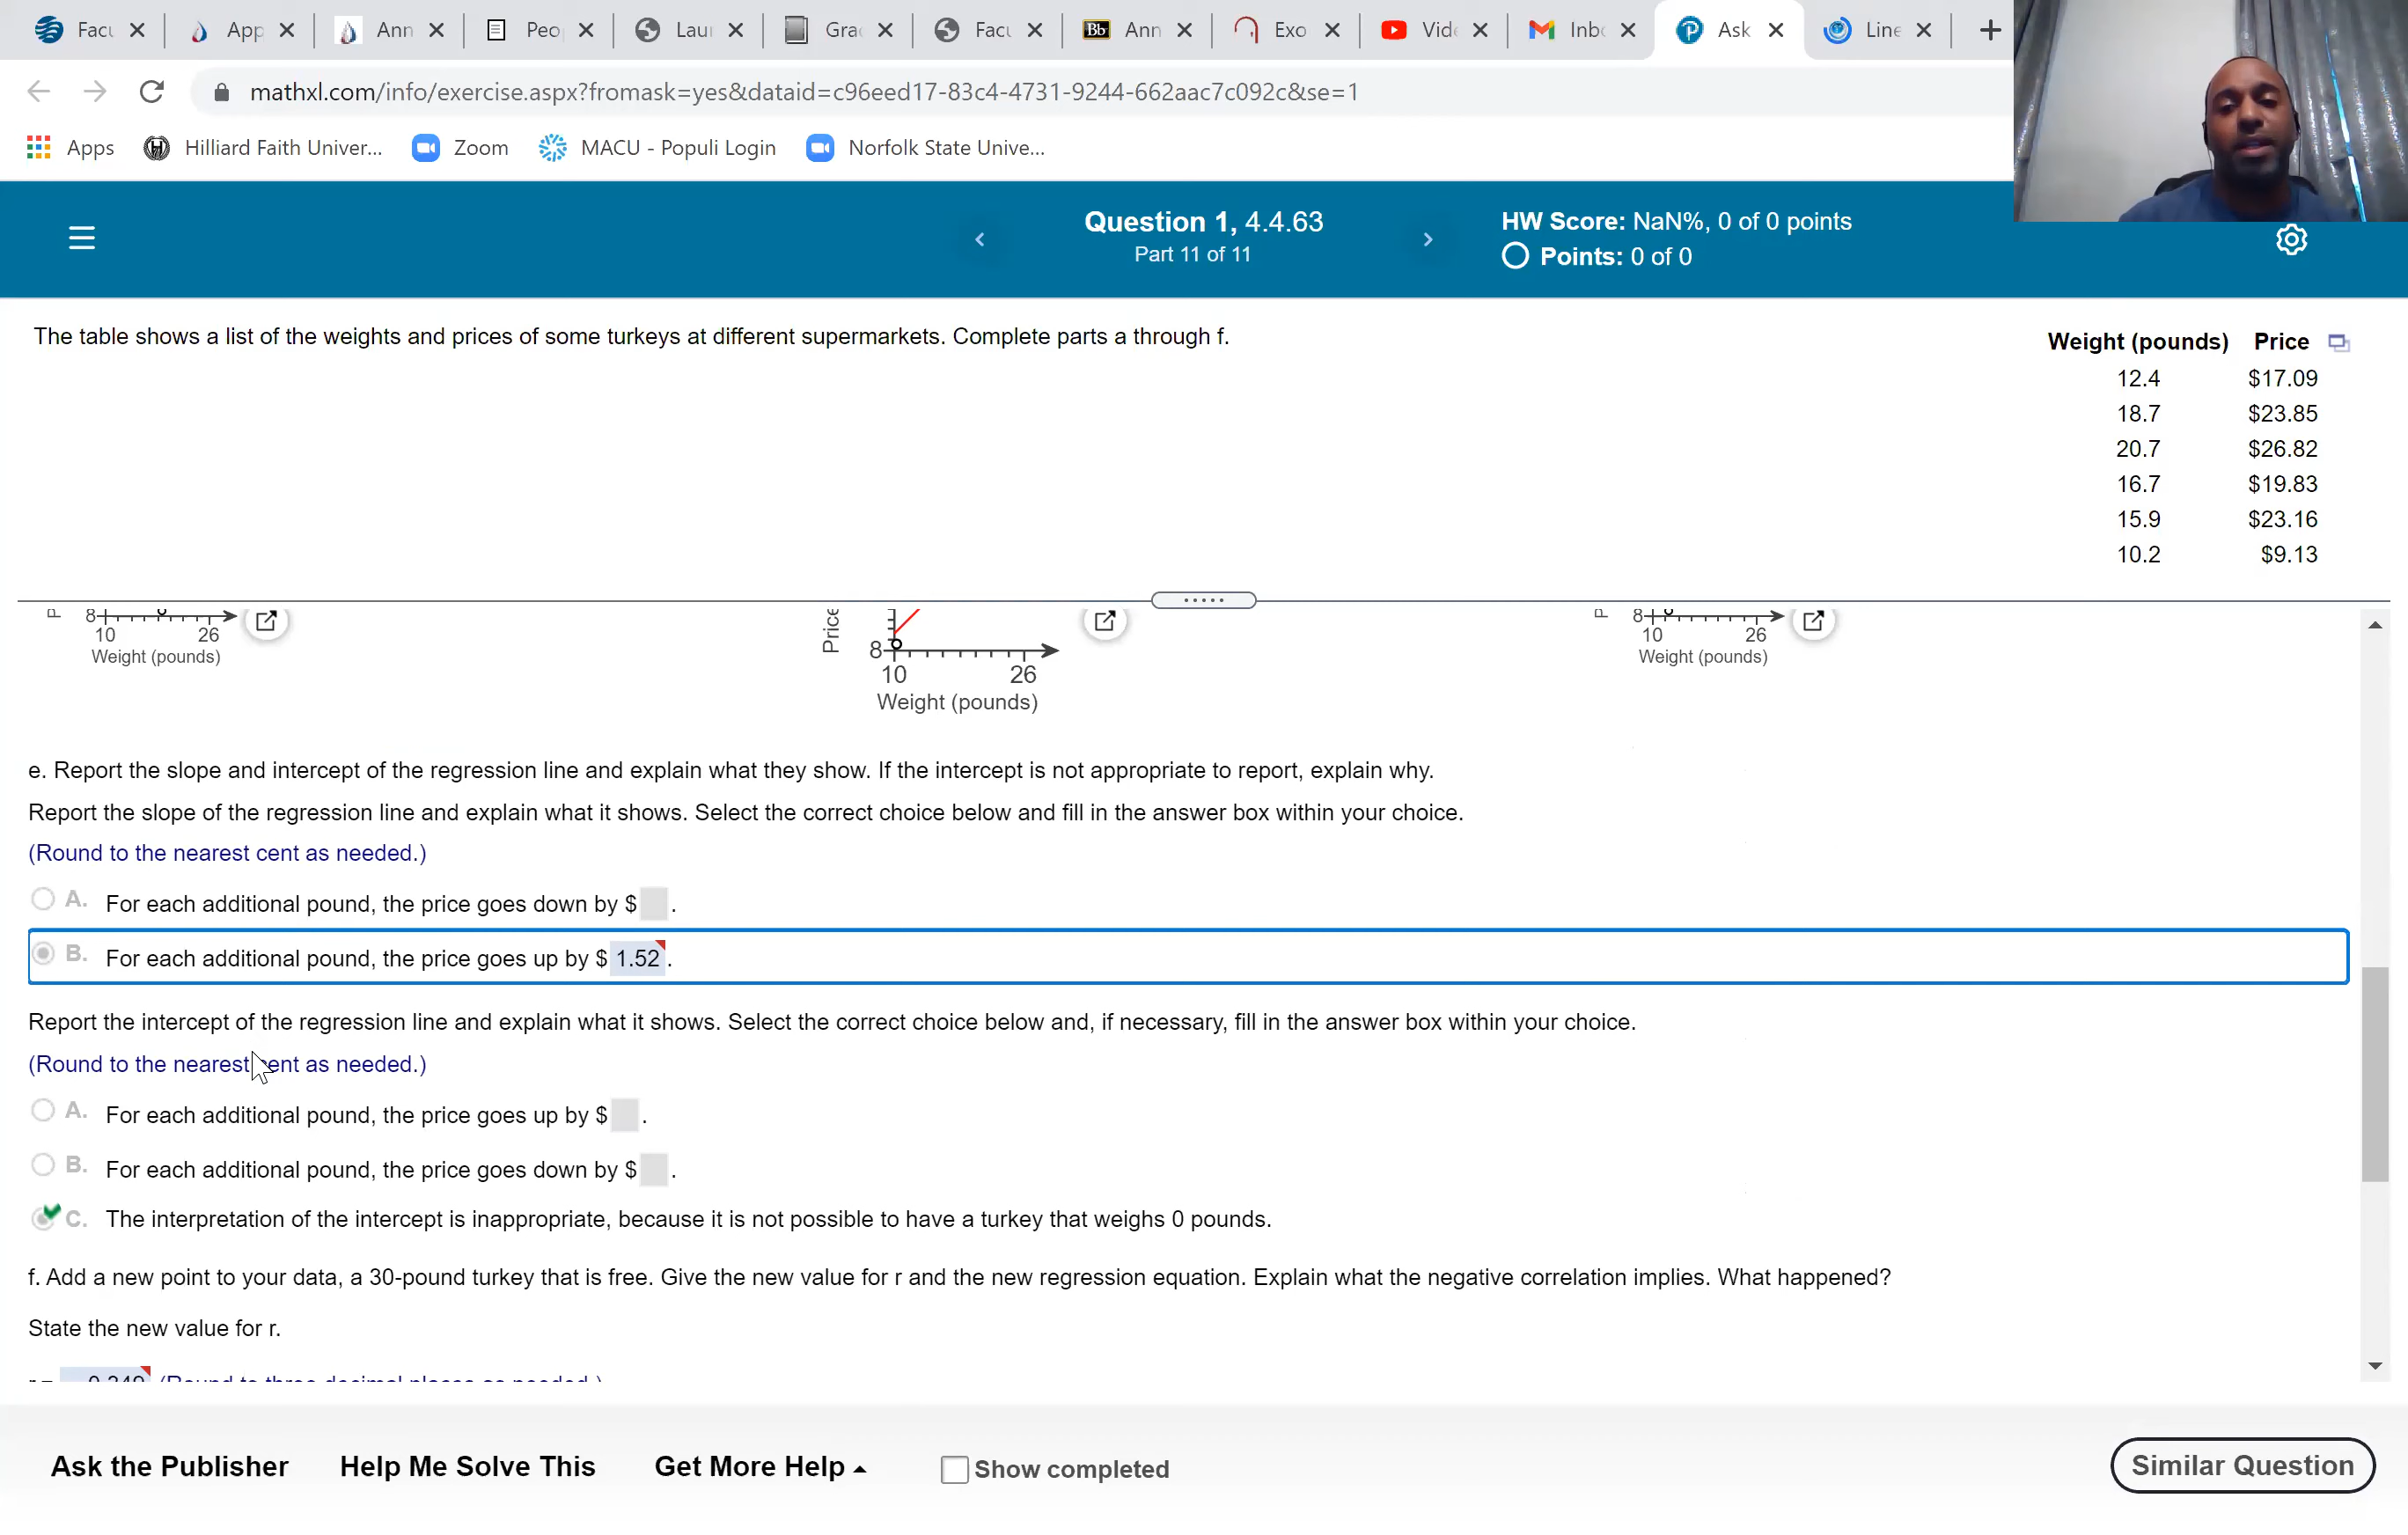 Facu App Ann Peo Laun Grad Facu Bb Ann Exo Vide Inbo Ask Line
mathxl.com/info/exercise.aspx?fromask=yes&dataid=c96eed17-83c4-4731-9244-662aac7c092c&se=1
Apps Hilliard Faith Univer... Zoom MACU - Populi Login Norfolk State Unive...
Question 1, 4.4.63
Part 11 of 11
HW Score: NaN%, 0 of 0 points
Points: 0 of 0
The table shows a list of the weights and prices of some turkeys at different supermarkets. Complete parts a through f.
Weight (pounds) Price
12.4 $17.09
18.7 $23.85
20.7 $26.82
16.7 $19.83
15.9 $23.16
10.2 $9.13
8
10 26
Weight (pounds)
Price
8
10 26
Weight (pounds)
8
10 26
Weight (pounds)
e. Report the slope and intercept of the regression line and explain what they show. If the intercept is not appropriate to report, explain why.
Report the slope of the regression line and explain what it shows. Select the correct choice below and fill in the answer box within your choice.
(Round to the nearest cent as needed.)
A. For each additional pound, the price goes down by $ .
B. For each additional pound, the price goes up by $ 1.52 .
Report the intercept of the regression line and explain what it shows. Select the correct choice below and, if necessary, fill in the answer box within your choice.
(Round to the nearest cent as needed.)
A. For each additional pound, the price goes up by $ .
B. For each additional pound, the price goes down by $ .
C. The interpretation of the intercept is inappropriate, because it is not possible to have a turkey that weighs 0 pounds.
f. Add a new point to your data, a 30-pound turkey that is free. Give the new value for r and the new regression equation. Explain what the negative correlation implies. What happened?
State the new value for r.
(Round to three decimal places as needed.)
Ask the Publisher Help Me Solve This Get More Help Show completed Similar Question